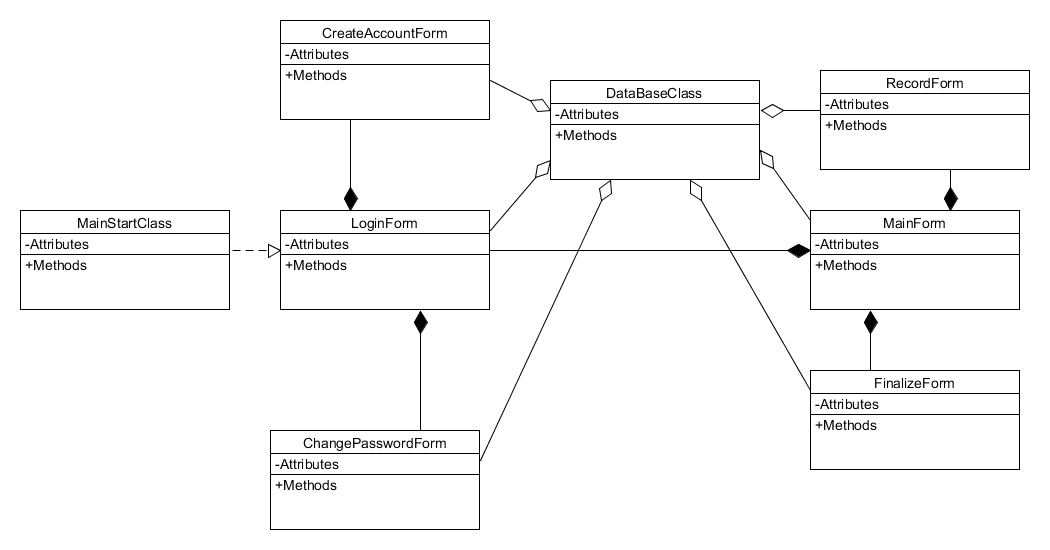 CreateAccountForm
-Attributes
+Methods
DataBaseClass
-Attributes
+Methods
RecordForm
-Attributes
+Methods
MainStartClass
-Attributes
+Methods
LoginForm
-Attributes
+Methods
MainForm
-Attributes
+Methods
FinalizeForm
-Attributes
+Methods
ChangePasswordForm
-Attributes
+Methods